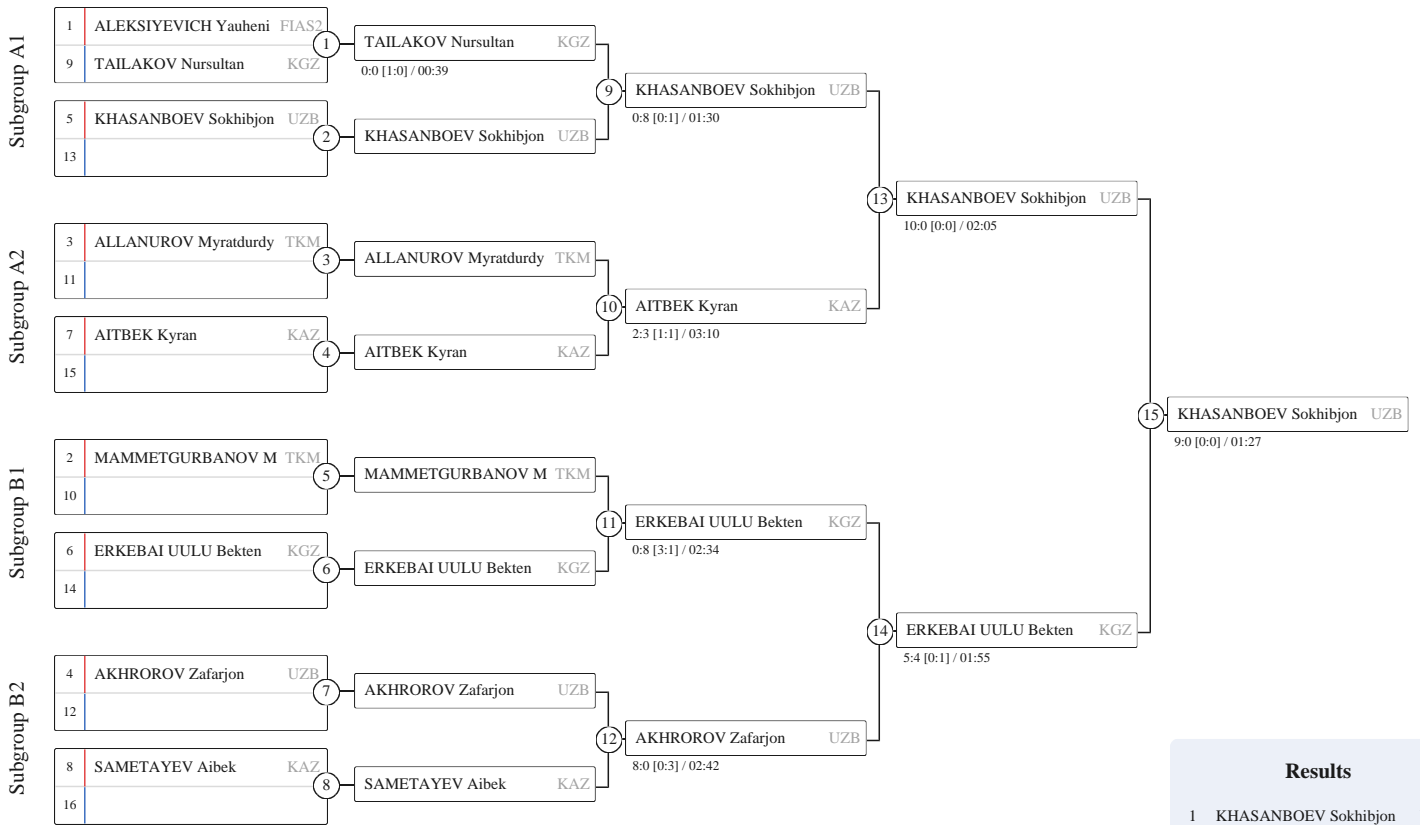 Subgroup A1
1 ALEKSIYEVICH Yauheni FIAS2
9 TAILAKOV Nursultan KGZ
1
5 KHASANBOEV Sokhibjon UZB
13
2
TAILAKOV Nursultan KGZ
0:0 [1:0] / 00:39
KHASANBOEV Sokhibjon UZB
9
KHASANBOEV Sokhibjon UZB
0:8 [0:1] / 01:30
Subgroup A2
3 ALLANUROV Myratdurdy TKM
11
3
7 AITBEK Kyran KAZ
15
4
ALLANUROV Myratdurdy TKM
AITBEK Kyran KAZ
10
AITBEK Kyran KAZ
2:3 [1:1] / 03:10
13
KHASANBOEV Sokhibjon UZB
10:0 [0:0] / 02:05
Subgroup B1
2 MAMMETGURBANOV M TKM
10
5
6 ERKEBAI UULU Bekten KGZ
14
6
MAMMETGURBANOV M TKM
ERKEBAI UULU Bekten KGZ
11
ERKEBAI UULU Bekten KGZ
0:8 [3:1] / 02:34
Subgroup B2
4 AKHROROV Zafarjon UZB
12
7
8 SAMETAYEV Aibek KAZ
16
8
AKHROROV Zafarjon UZB
SAMETAYEV Aibek KAZ
12
AKHROROV Zafarjon UZB
8:0 [0:3] / 02:42
14
ERKEBAI UULU Bekten KGZ
5:4 [0:1] / 01:55
15
KHASANBOEV Sokhibjon UZB
9:0 [0:0] / 01:27
Results
1 KHASANBOEV Sokhibjon